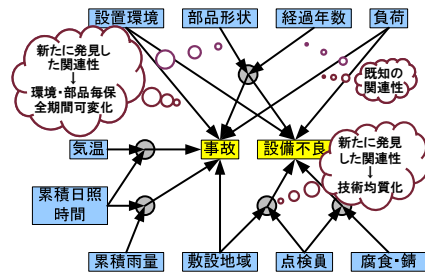 設置環境
部品形状
経過年数
負荷
新たに発見し
た関連性
↓
環境・部品毎保
全期間可変化
既知の
関連性
気温
事故
設備不良
新たに発見
した関連性
↓
技術均質化
累積日照
時間
累積雨量
敷設地域
点検員
腐食・錆